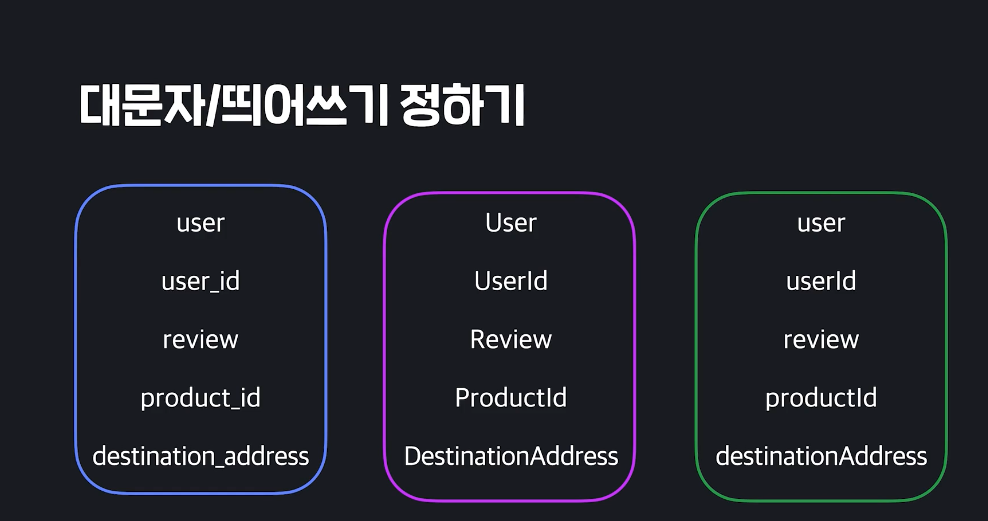 대문자/띄어쓰기 정하기
user
user_id
review
product_id
destination_address
User
UserId
Review
ProductId
DestinationAddress
user
userId
review
productId
destinationAddress